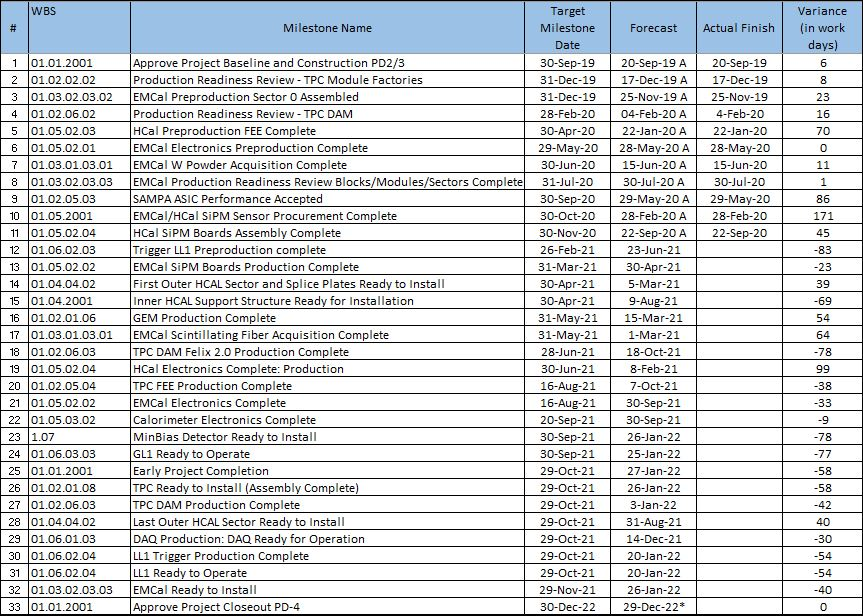 # WBS Milestone Name Target Milestone Date Forecast Actual Finish Variance (in work days)
1 01.01.2001 Approve Project Baseline and Construction PD2/3 30-Sep-19 20-Sep-19 A 20-Sep-19 6
2 01.02.02.02 Production Readiness Review - TPC Module Factories 31-Dec-19 17-Dec-19 A 17-Dec-19 8
3 01.03.02.03.02 EMCal Preproduction Sector 0 Assembled 31-Dec-19 25-Nov-19 A 25-Nov-19 23
4 01.02.06.02 Production Readiness Review - TPC DAM 28-Feb-20 04-Feb-20 A 4-Feb-20 16
5 01.05.02.03 HCal Preproduction FEE Complete 30-Apr-20 22-Jan-20 A 22-Jan-20 70
6 01.05.02.01 EMCal Electronics Preproduction Complete 29-May-20 28-May-20 A 28-May-20 0
7 01.03.01.03.01 EMCal W Powder Acquisition Complete 30-Jun-20 15-Jun-20 A 15-Jun-20 11
8 01.03.02.03.03 EMCal Production Readiness Review Blocks/Modules/Sectors Complete 31-Jul-20 30-Jul-20 A 30-Jul-20 1
9 01.02.05.03 SAMPA ASIC Performance Accepted 30-Sep-20 29-May-20 A 29-May-20 86
10 01.05.2001 EMCal/HCal SiPM Sensor Procurement Complete 30-Oct-20 28-Feb-20 A 28-Feb-20 171
11 01.05.02.04 HCal SiPM Boards Assembly Complete 30-Nov-20 22-Sep-20 A 22-Sep-20 45
12 01.06.02.03 Trigger LL1 Preproduction complete 26-Feb-21 23-Jun-21 -83
13 01.05.02.02 EMCal SiPM Boards Production Complete 31-Mar-21 30-Apr-21 -23
14 01.04.04.02 First Outer HCAL Sector and Splice Plates Ready to Install 30-Apr-21 5-Mar-21 39
15 01.04.2001 Inner HCAL Support Structure Ready for Installation 30-Apr-21 9-Aug-21 -69
16 01.02.01.06 GEM Production Complete 31-May-21 15-Mar-21 54
17 01.03.01.03.01 EMCal Scintillating Fiber Acquisition Complete 31-May-21 1-Mar-21 64
18 01.02.06.03 TPC DAM Felix 2.0 Production Complete 28-Jun-21 18-Oct-21 -78
19 01.05.02.04 HCal Electronics Complete: Production 30-Jun-21 8-Feb-21 99
20 01.02.05.04 TPC FEE Production Complete 16-Aug-21 7-Oct-21 -38
21 01.05.02.02 EMCal Electronics Complete 16-Aug-21 30-Sep-21 -33
22 01.05.03.02 Calorimeter Electronics Complete 20-Sep-21 30-Sep-21 -9
23 1.07 MinBias Detector Ready to Install 30-Sep-21 26-Jan-22 -78
24 01.06.03.03 GL1 Ready to Operate 30-Sep-21 25-Jan-22 -77
25 01.01.2001 Early Project Completion 29-Oct-21 27-Jan-22 -58
26 01.02.01.08 TPC Ready to Install (Assembly Complete) 29-Oct-21 26-Jan-22 -58
27 01.02.06.03 TPC DAM Production Complete 29-Oct-21 3-Jan-22 -42
28 01.04.04.02 Last Outer HCAL Sector Ready to Install 29-Oct-21 31-Aug-21 40
29 01.06.01.03 DAQ Production: DAQ Ready for Operation 29-Oct-21 14-Dec-21 -30
30 01.06.02.04 LL1 Trigger Production Complete 29-Oct-21 20-Jan-22 -54
31 01.06.02.04 LL1 Ready to Operate 29-Oct-21 20-Jan-22 -54
32 01.03.02.03.03 EMCal Ready to Install 29-Nov-21 26-Jan-22 -40
33 01.01.2001 Approve Project Closeout PD-4 30-Dec-22 29-Dec-22* 0